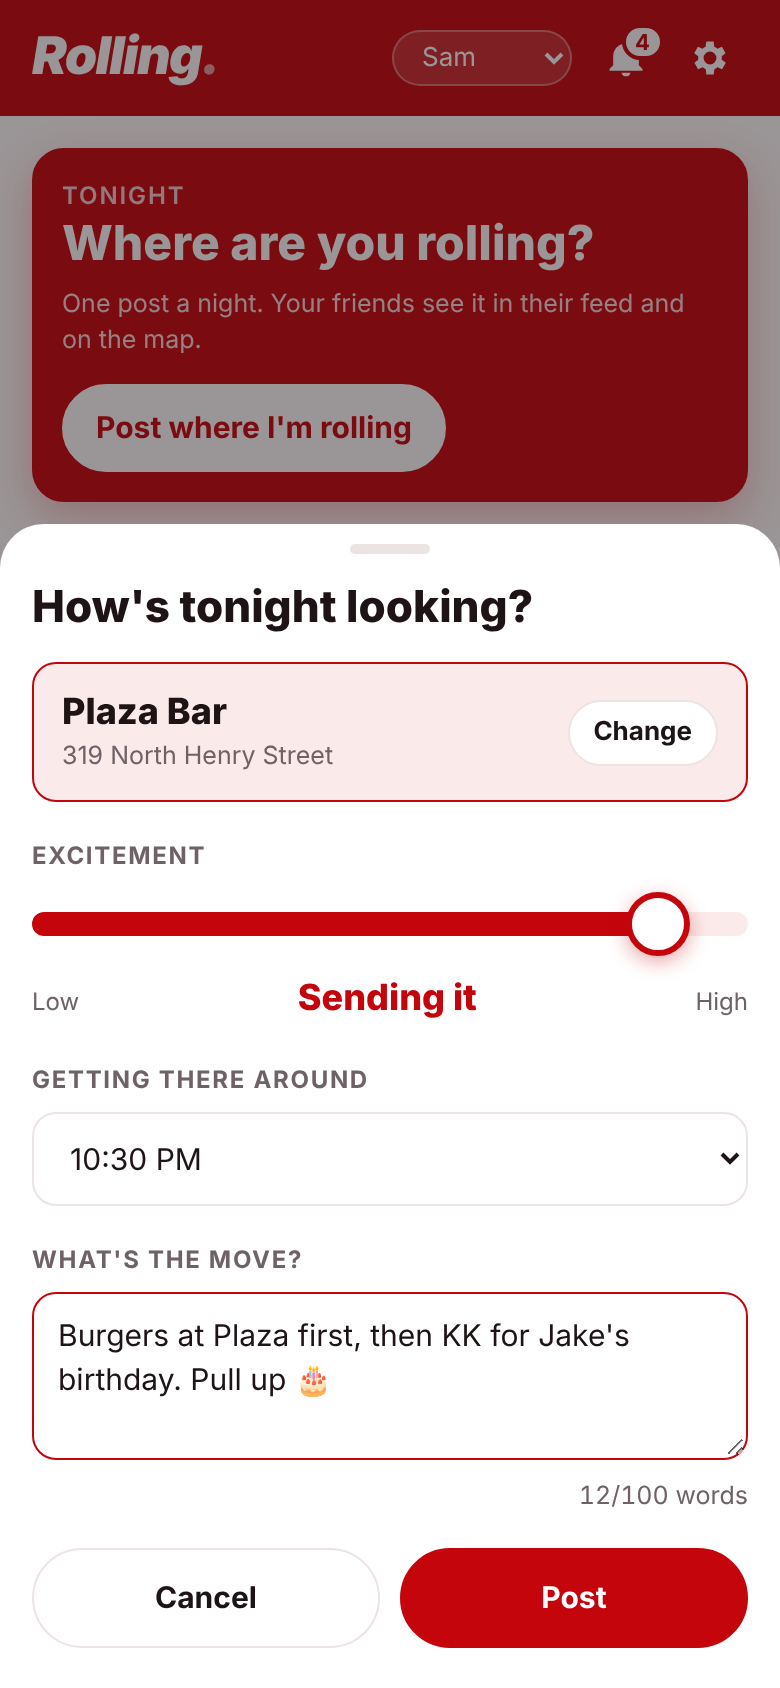 Rolling.
Sam
4
TONIGHT
Where are you rolling?
One post a night. Your friends see it in their feed and
on the map.
Post where I'm rolling
How's tonight looking?
Plaza Bar
319 North Henry Street
Change
EXCITEMENT
Low
Sending it
High
GETTING THERE AROUND
10:30 PM
WHAT'S THE MOVE?
Burgers at Plaza first, then KK for Jake's
birthday. Pull up 🎂
12/100 words
Cancel
Post